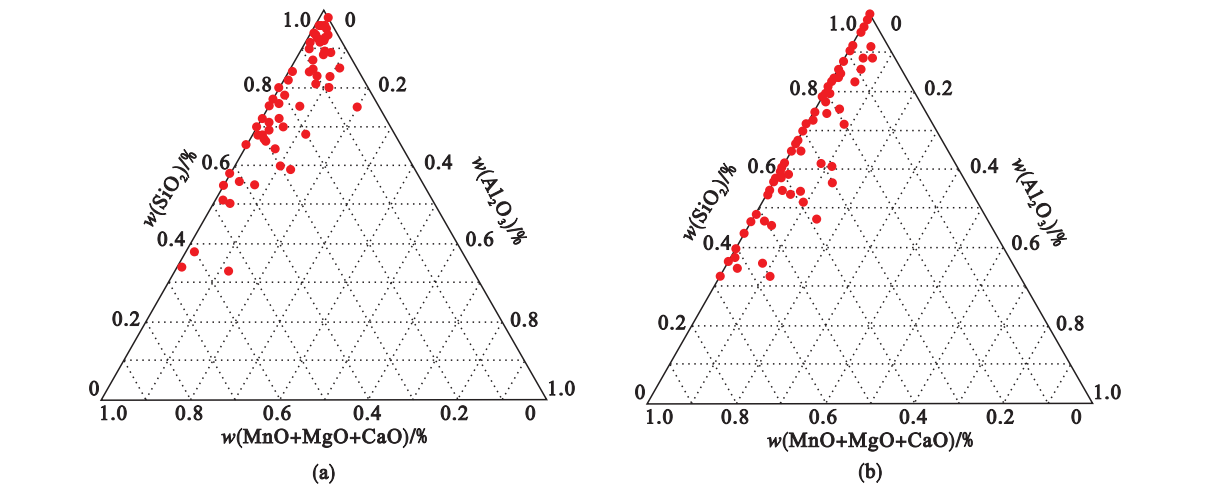 1.0 0 1.0 0
0.8 0.2 0.8 0.2
0.6 0.4 0.6 0.4
w(SiO2)/% w(Al2O3)/% w(SiO2)/% w(Al2O3)/%
0.4 0.6 0.4 0.6
0.2 0.8 0.2 0.8
0 1.0 0 1.0
1.0 0.8 0.6 0.4 0.2 0 1.0 0.8 0.6 0.4 0.2 0
w(MnO+MgO+CaO)/% w(MnO+MgO+CaO)/%
(a) (b)